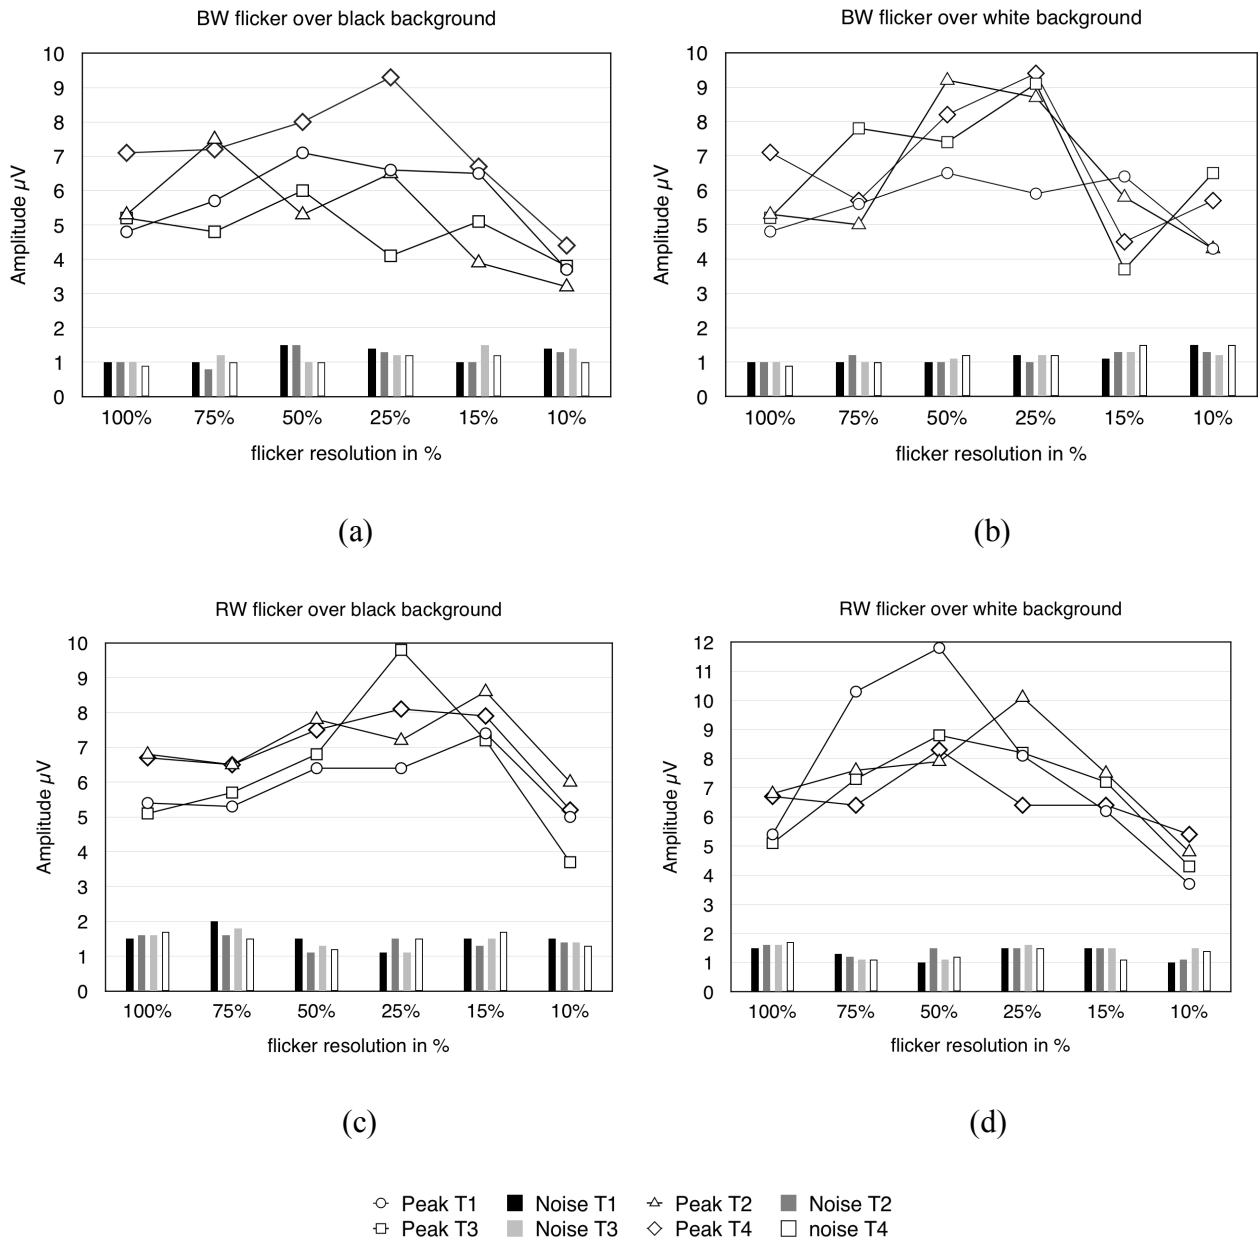 BW flicker over black background
10
9
8
7
6
5
4
3
2
1
0
Amplitude µV
100% 75% 50% 25% 15% 10%
flicker resolution in %
(a)
BW flicker over white background
10
9
8
7
6
5
4
3
2
1
0
Amplitude µV
100% 75% 50% 25% 15% 10%
flicker resolution in %
(b)
RW flicker over black background
10
9
8
7
6
5
4
3
2
1
0
Amplitude µV
100% 75% 50% 25% 15% 10%
flicker resolution in %
(c)
RW flicker over white background
12
11
10
9
8
7
6
5
4
3
2
1
0
Amplitude µV
100% 75% 50% 25% 15% 10%
flicker resolution in %
(d)
Peak T1 Noise T1 Peak T2 Noise T2
Peak T3 Noise T3 Peak T4 noise T4